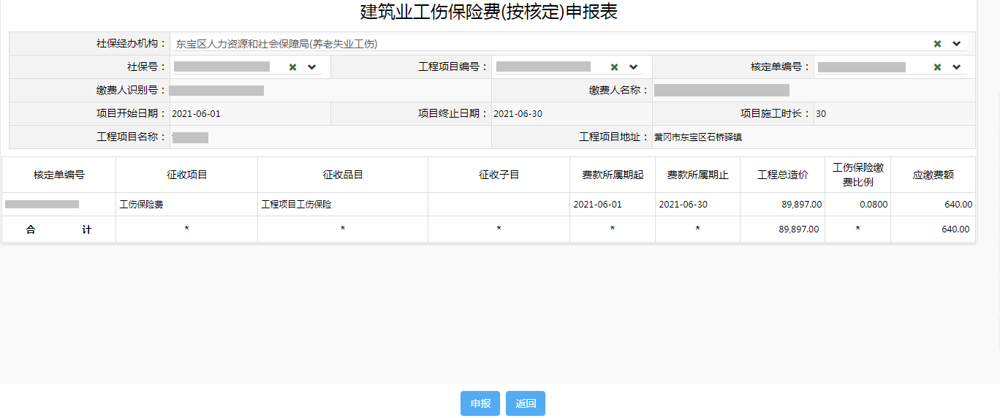 建筑业工伤保险费(按核定)申报表
社保经办机构： 东宝区人力资源和社会保障局(养老失业工伤)
社保号： 工程项目编号： 核定单编号：
缴费人识别号： 缴费人名称：
项目开始日期： 2021-06-01 项目终止日期： 2021-06-30 项目施工时长： 30
工程项目名称： 工程项目地址： 黄冈市东宝区石桥驿镇
核定单编号 征收项目 征收品目 征收子目 费款所属期起 费款所属期止 工程总造价 工伤保险缴费比例 应缴费额
工伤保险费 工程项目工伤保险 2021-06-01 2021-06-30 89,897.00 0.0800 640.00
合 计 * * * * * 89,897.00 * 640.00
申报 返回